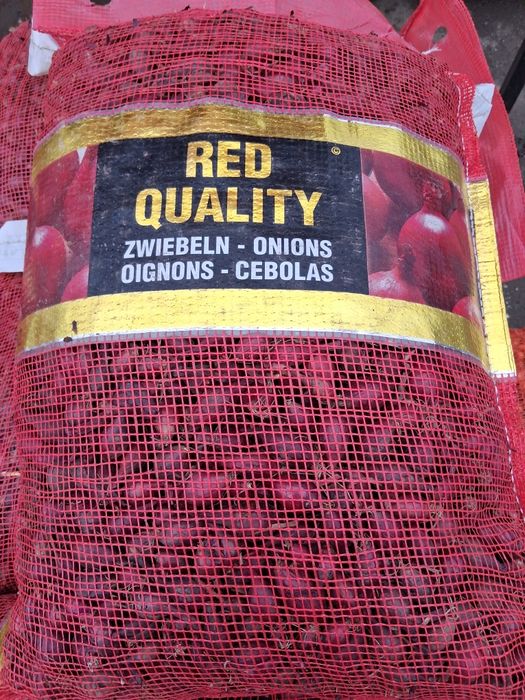 RED ©
QUALITY
ZWIEBELN - ONIONS
OIGNONS - CEBOLAS